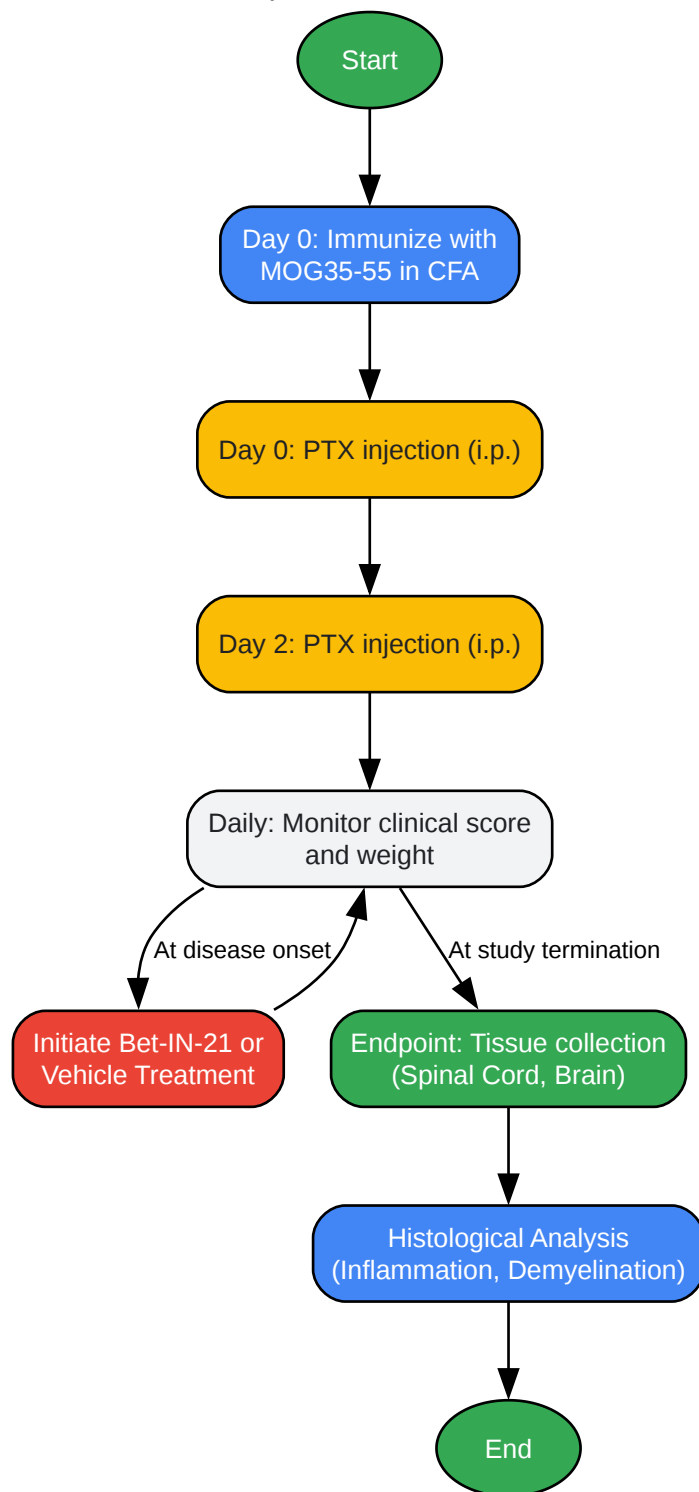 Start
Day 0: Immunize with
MOG35-55 in CFA
Day 0: PTX injection (i.p.)
Day 2: PTX injection (i.p.)
Daily: Monitor clinical score
and weight
At disease onset
At study termination
Initiate Bet-IN-21 or
Vehicle Treatment
Endpoint: Tissue collection
(Spinal Cord, Brain)
Histological Analysis
(Inflammation, Demyelination)
End